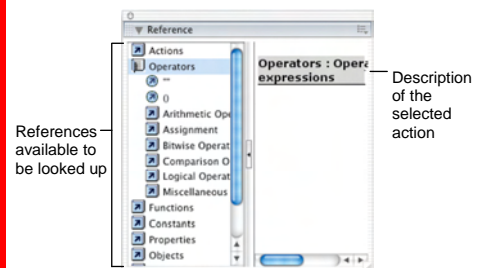 Reference
Actions
Operators
""
()
Arithmetic Ope
Assignment
Bitwise Operat
Comparison O
Logical Operat
Miscellaneous
Functions
Constants
Properties
Objects
Operators : Opera
expressions
References
available to
be looked up
Description
of the
selected
action